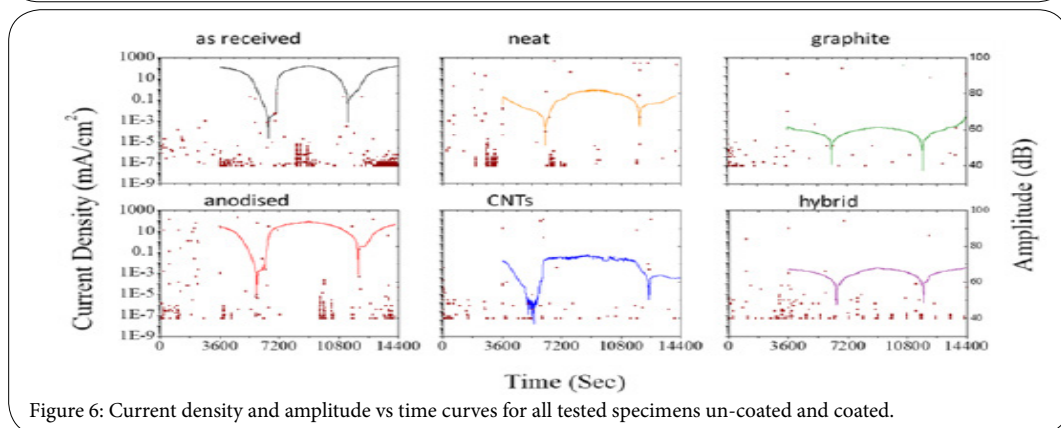 as received neat graphite
1000
10
0.1
1E-3
1E-5
1E-7
1E-9
100
80
60
40
anodised CNTs hybrid
1000
10
0.1
1E-3
1E-5
1E-7
1E-9
100
80
60
40
Current Density (mA/cm²)
Amplitude (dB)
0 3600 7200 10800 14400 0 3600 7200 10800 14400 0 3600 7200 10800 14400
Time (Sec)
Figure 6: Current density and amplitude vs time curves for all tested specimens un-coated and coated.